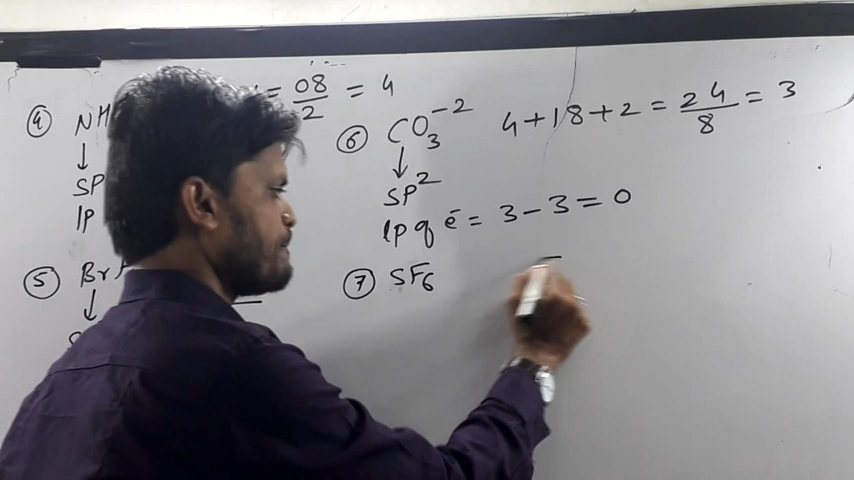 ④ NH = 08/2 = 4
↓
SP
lP
⑤ Br
↓
⑥ CO₃⁻² 4+18+2 = 24/8 = 3
↓
SP²
lp q ē = 3-3 = 0
⑦ SF₆